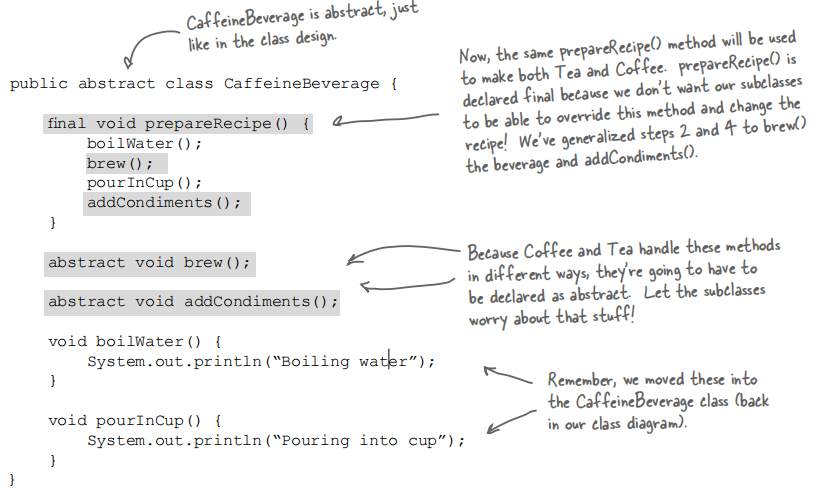 CaffeineBeverage is abstract, just
like in the class design.
public abstract class CaffeineBeverage {
final void prepareRecipe() {
boilWater();
brew();
pourInCup();
addCondiments();
}
Now, the same prepareRecipe() method will be used
to make both Tea and Coffee. prepareRecipe() is
declared final because we don't want our subclasses
to be able to override this method and change the
recipe! We've generalized steps 2 and 4 to brew()
the beverage and addCondiments().
abstract void brew();
abstract void addCondiments();
Because Coffee and Tea handle these methods
in different ways, they're going to have to
be declared as abstract. Let the subclasses
worry about that stuff!
void boilWater() {
System.out.println(“Boiling water”);
}
void pourInCup() {
System.out.println(“Pouring into cup”);
}
}
Remember, we moved these into
the CaffeineBeverage class (back
in our class diagram).